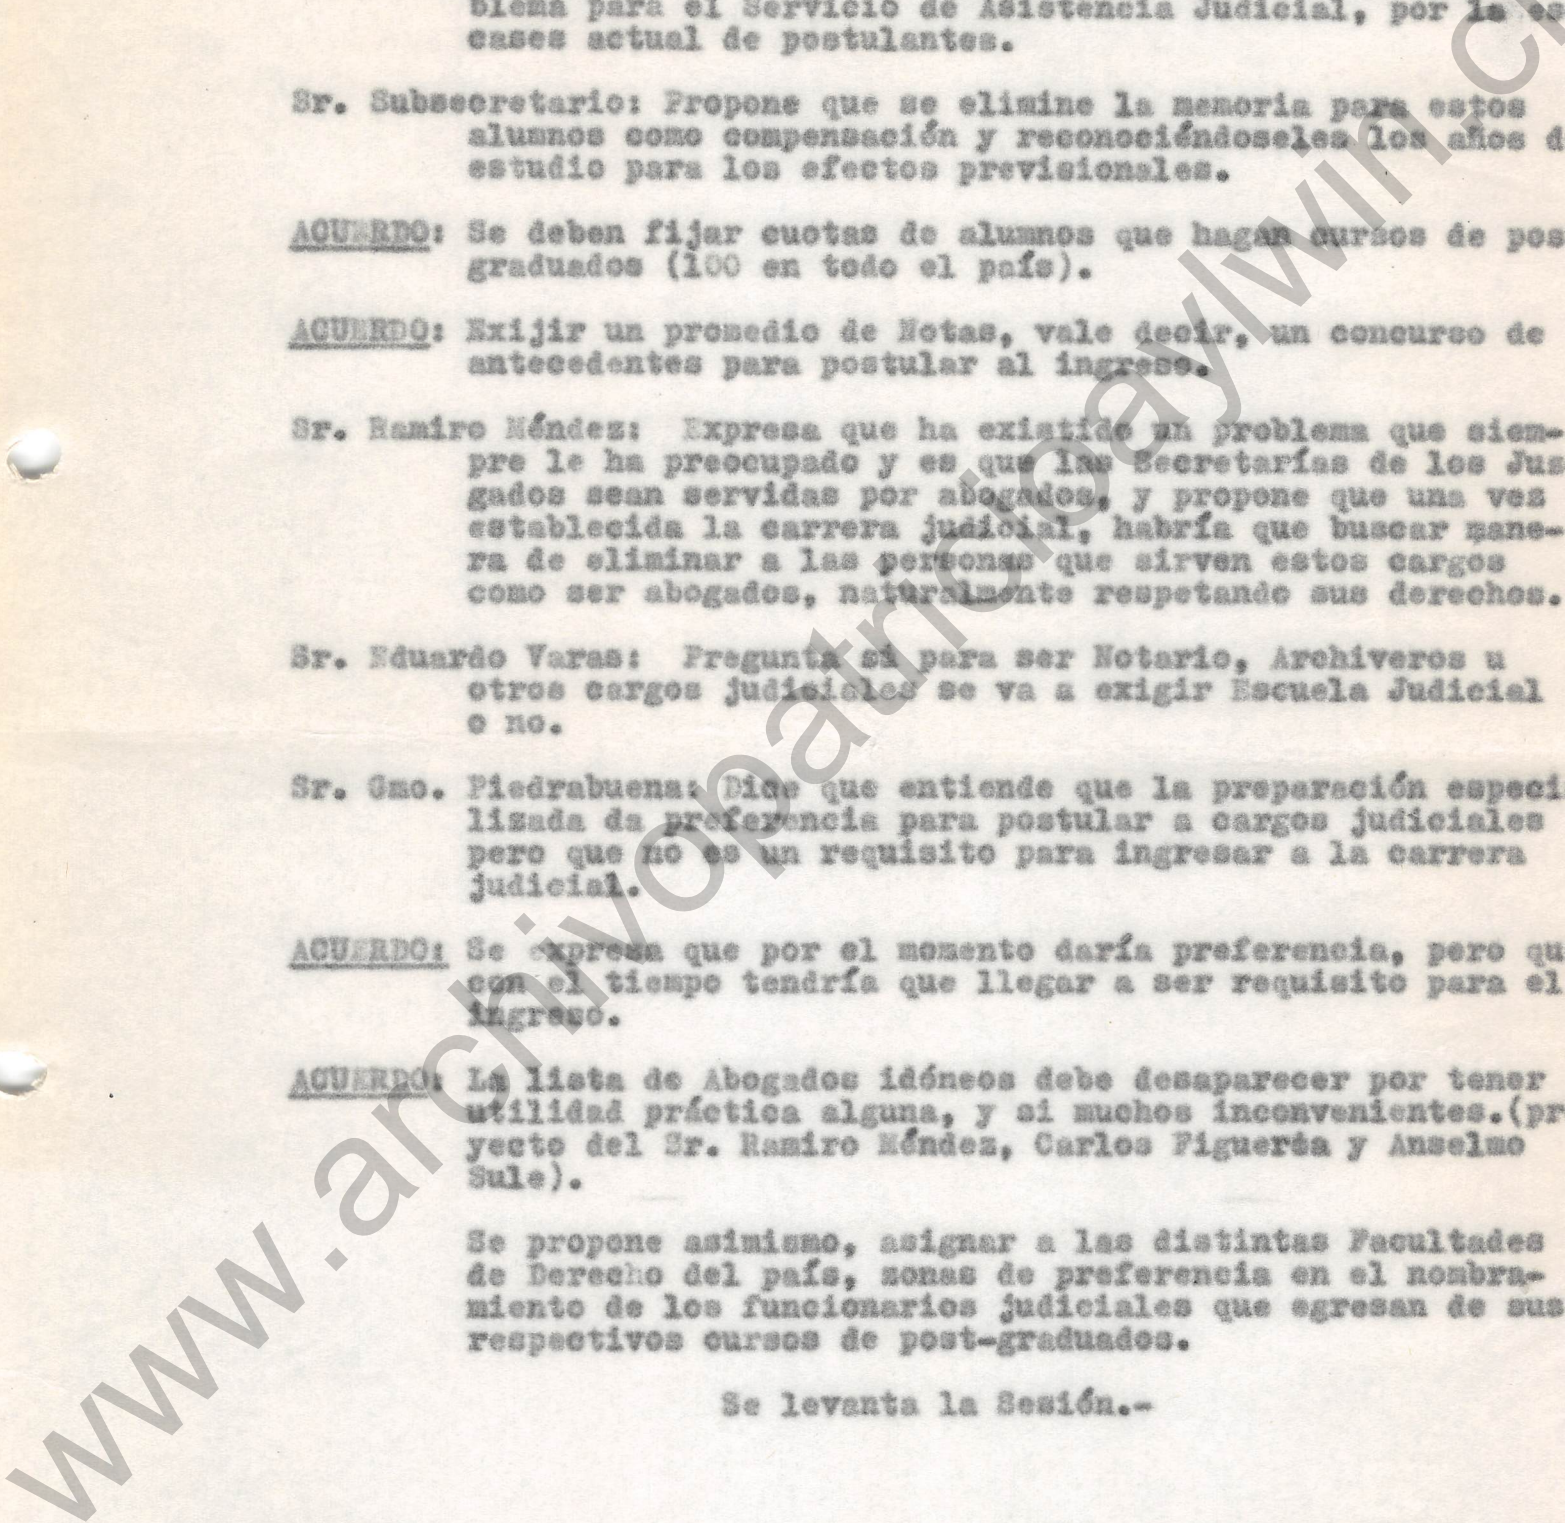 blema para el Servicio de Asistencia Judicial, por la es
cases actual de postulantes.
Sr. Subsecretario: Propone que se elimine la memoria para estos
alumnos como compensación y reconociéndoseles los años d
estudio para los efectos previsionales.
ACUERDO: Se deben fijar cuotas de alumnos que hagan cursos de pos
graduados (100 en todo el país).
ACUERDO: Exijir un promedio de Notas, vale decir, un concurso de
antecedentes para postular al ingreso.
Sr. Ramiro Méndez: Expresa que ha existido un problema que siem-
pre le ha preocupado y es que las Secretarías de los Juz
gados sean servidas por abogados, y propone que una vez
establecida la carrera judicial, habría que buscar mane-
ra de eliminar a las personas que sirven estos cargos
como ser abogados, naturalmente respetando sus derechos.
Sr. Eduardo Varas: Pregunta si para ser Notario, Archiveros u
otros cargos judiciales se va a exigir Escuela Judicial
o no.
Sr. Gmo. Piedrabuena: Dice que entiende que la preparación especi
lizada da preferencia para postular a cargos judiciales
pero que no es un requisito para ingresar a la carrera
judicial.
ACUERDO: Se expresa que por el momento daría preferencia, pero qu
con el tiempo tendría que llegar a ser requisito para el
ingreso.
ACUERDO: La lista de Abogados idóneos debe desaparecer por tener
utilidad práctica alguna, y si muchos inconvenientes.(pr
yecto del Sr. Ramiro Méndez, Carlos Figueróa y Anselmo
Sule).
Se propone asimismo, asignar a las distintas Facultades
de Derecho del país, zonas de preferencia en el nombra-
miento de los funcionarios judiciales que egresan de sus
respectivos cursos de post-graduados.
Se levanta la Sesión.-
www.archivopatricioaylwin.cl